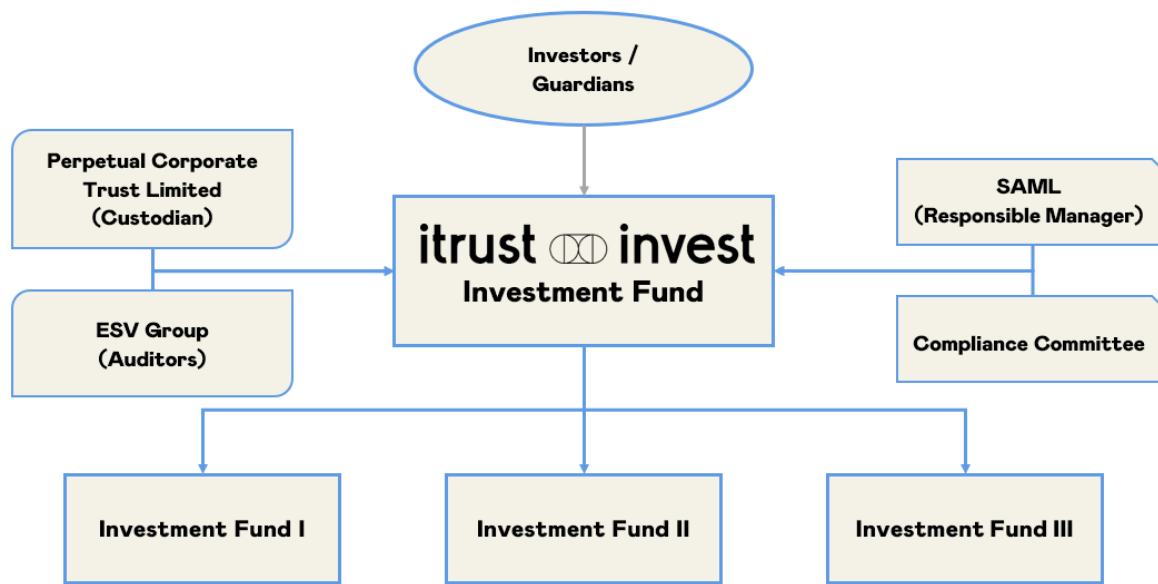 Investors /
Guardians
Perpetual Corporate
Trust Limited
(Custodian)
SAML
(Responsible Manager)
itrust invest
Investment Fund
ESV Group
(Auditors)
Compliance Committee
Investment Fund I
Investment Fund II
Investment Fund III